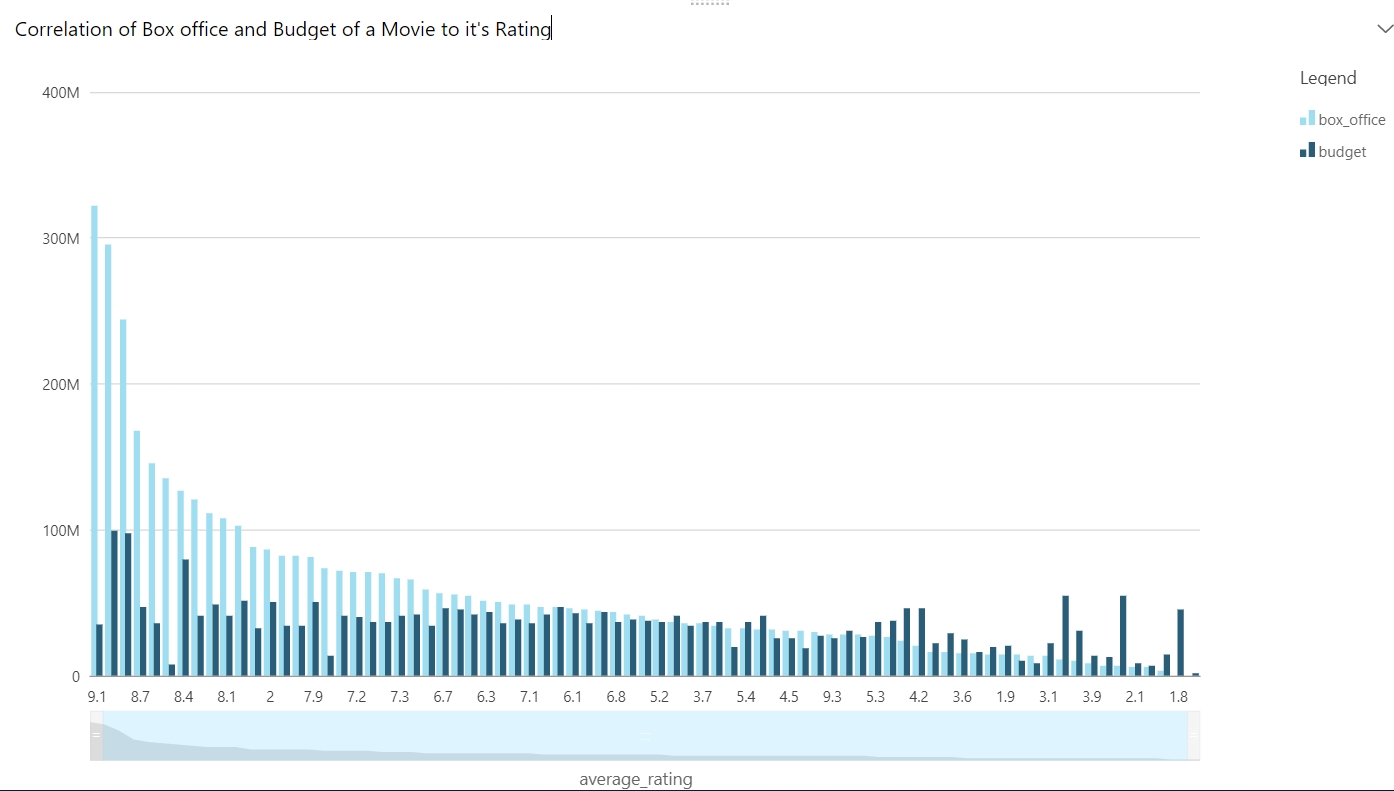 Correlation of Box office and Budget of a Movie to it's Rating
Legend
box_office
budget
400M
300M
200M
100M
0
9.1 8.7 8.4 8.1 2 7.9 7.2 7.3 6.7 6.3 7.1 6.1 6.8 5.2 3.7 5.4 4.5 9.3 5.3 4.2 3.6 1.9 3.1 3.9 2.1 1.8
average_rating